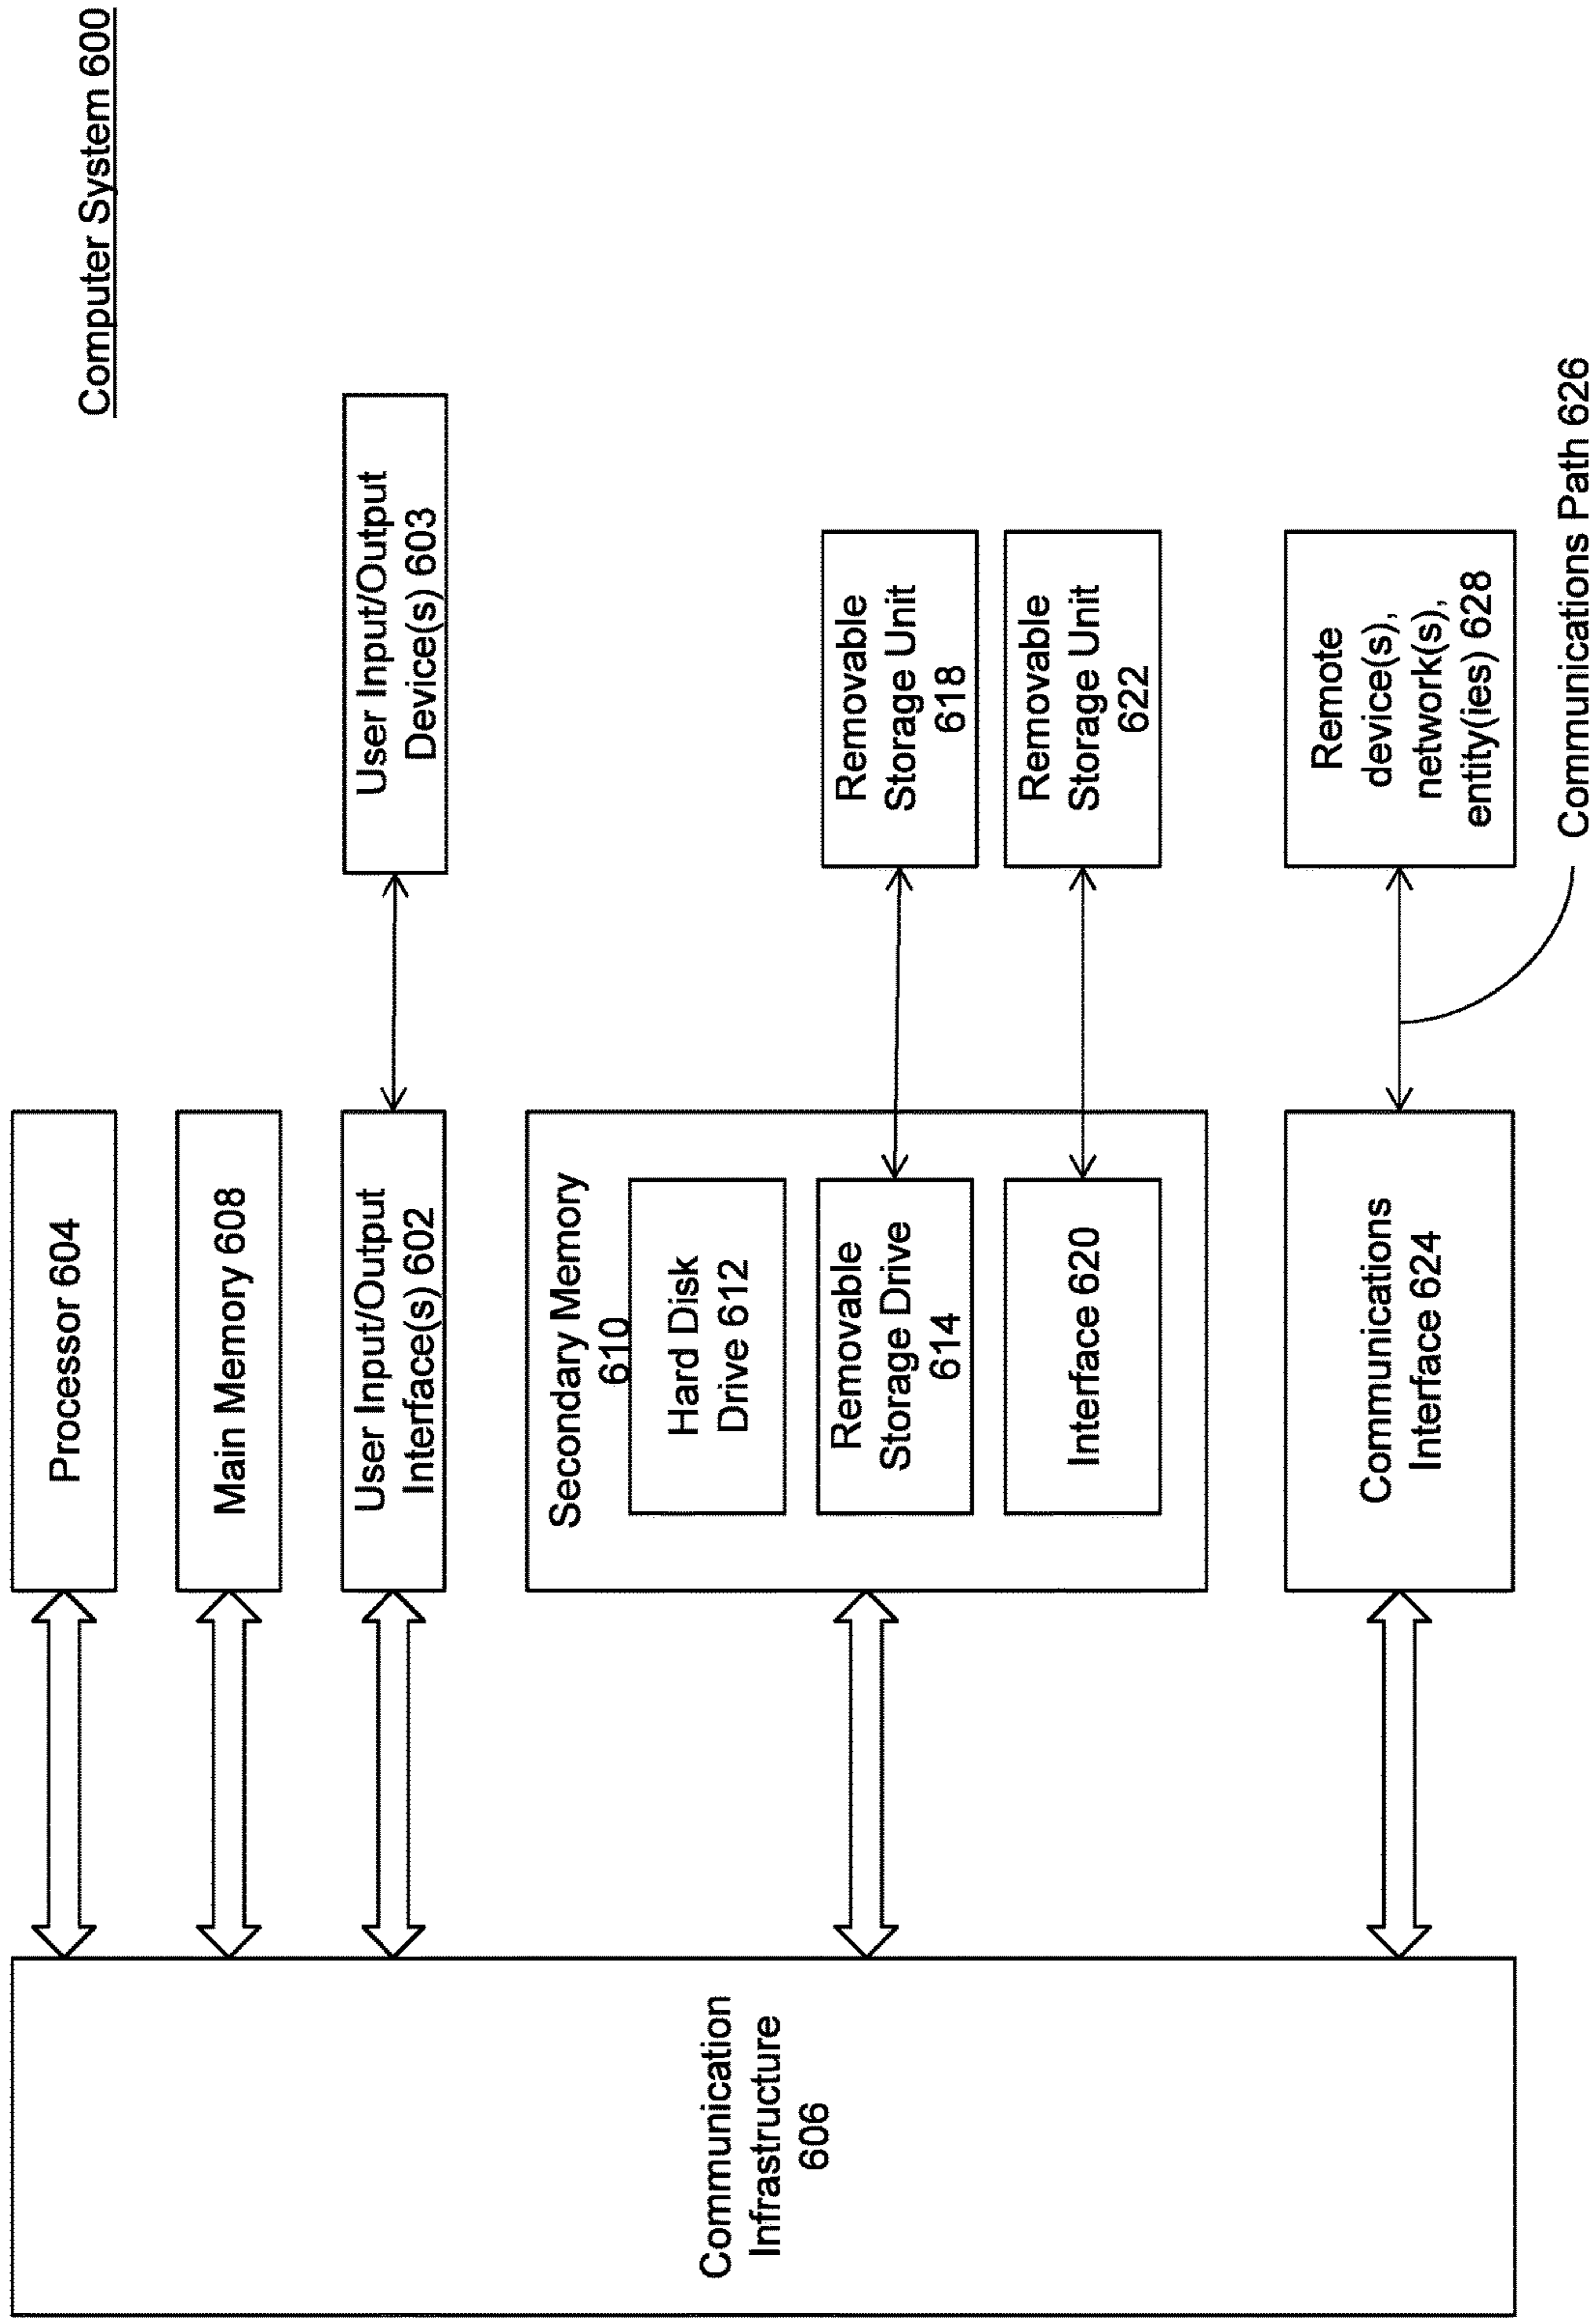 Computer System 600
Processor 604
Main Memory 608
User Input/Output
Interface(s) 602
User Input/Output
Device(s) 603
Communication
Infrastructure
606
Secondary Memory
610
Hard Disk
Drive 612
Removable
Storage Drive
614
Removable
Storage Unit
618
Interface 620
Removable
Storage Unit
622
Communications
Interface 624
Remote
device(s),
network(s),
entity(ies) 628
Communications Path 626